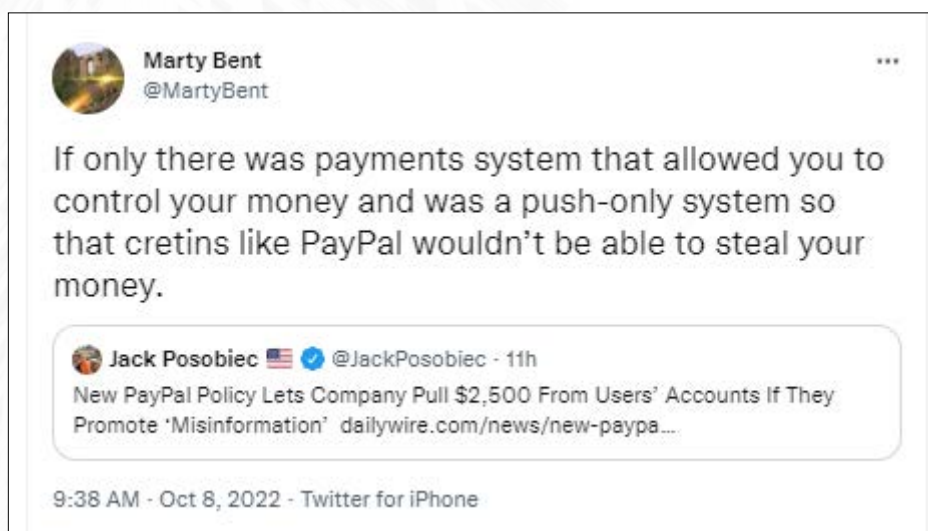 Marty Bent
@MartyBent
If only there was payments system that allowed you to
control your money and was a push-only system so
that cretins like PayPal wouldn’t be able to steal your
money.
Jack Posobiec @JackPosobiec · 11h
New PayPal Policy Lets Company Pull $2,500 From Users’ Accounts If They
Promote ‘Misinformation’ dailywire.com/news/new-paypa...
9:38 AM · Oct 8, 2022 · Twitter for iPhone